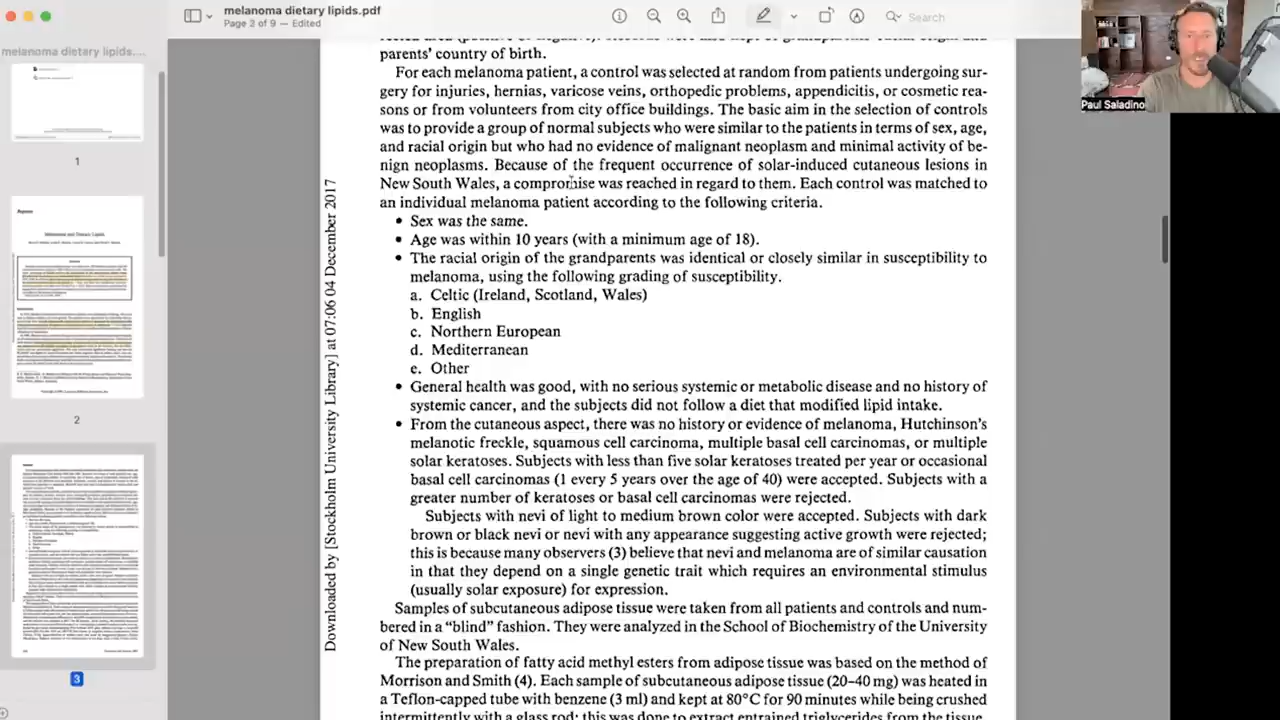 melanoma dietary lipids.pdf
Page 3 of 9 — Edited
Search
melanoma dietary lipids....
1
2
3
Paul Saladino
Downloaded by [Stockholm University Library] at 07:06 04 December 2017
parents' country of birth.
For each melanoma patient, a control was selected at random from patients undergoing sur-
gery for injuries, hernias, varicose veins, orthopedic problems, appendicitis, or cosmetic rea-
sons or from volunteers from city office buildings. The basic aim in the selection of controls
was to provide a group of normal subjects who were similar to the patients in terms of sex, age,
and racial origin but who had no evidence of malignant neoplasm and minimal activity of be-
nign neoplasms. Because of the frequent occurrence of solar-induced cutaneous lesions in
New South Wales, a compromise was reached in regard to them. Each control was matched to
an individual melanoma patient according to the following criteria.
• Sex was the same.
• Age was within 10 years (with a minimum age of 18).
• The racial origin of the grandparents was identical or closely similar in susceptibility to
melanoma, using the following grading of susceptibility.
a. Celtic (Ireland, Scotland, Wales)
b. English
c. Northern European
d. Mediterranean
e. Other
• General health was good, with no serious systemic or metabolic disease and no history of
systemic cancer, and the subjects did not follow a diet that modified lipid intake.
• From the cutaneous aspect, there was no history or evidence of melanoma, Hutchinson's
melanotic freckle, squamous cell carcinoma, multiple basal cell carcinomas, or multiple
solar keratoses. Subjects with less than five solar keratoses treated per year or occasional
basal cell carcinomas (1 every 5 years over the age of 40) were accepted. Subjects with a
greater number of keratoses or basal cell carcinomas were rejected.
Subjects with nevi of light to medium brown color were accepted. Subjects with dark
brown or black nevi or nevi with any appearance suggesting active growth were rejected;
this is because many observers (3) believe that nevi and melanoma are of similar causation
in that they depend on a single genetic trait which requires an environmental stimulus
(usually solar exposure) for expression.
Samples of subcutaneous adipose tissue were taken from all patients and controls and num-
bered in a "blind" fashion. They were analyzed in the School of Biochemistry of the University
of New South Wales.
The preparation of fatty acid methyl esters from adipose tissue was based on the method of
Morrison and Smith (4). Each sample of subcutaneous adipose tissue (20–40 mg) was heated in
a Teflon-capped tube with benzene (3 ml) and kept at 80°C for 90 minutes while being crushed
intermittently with a glass rod; this was done to extract entrained triglycerides from the tissue.